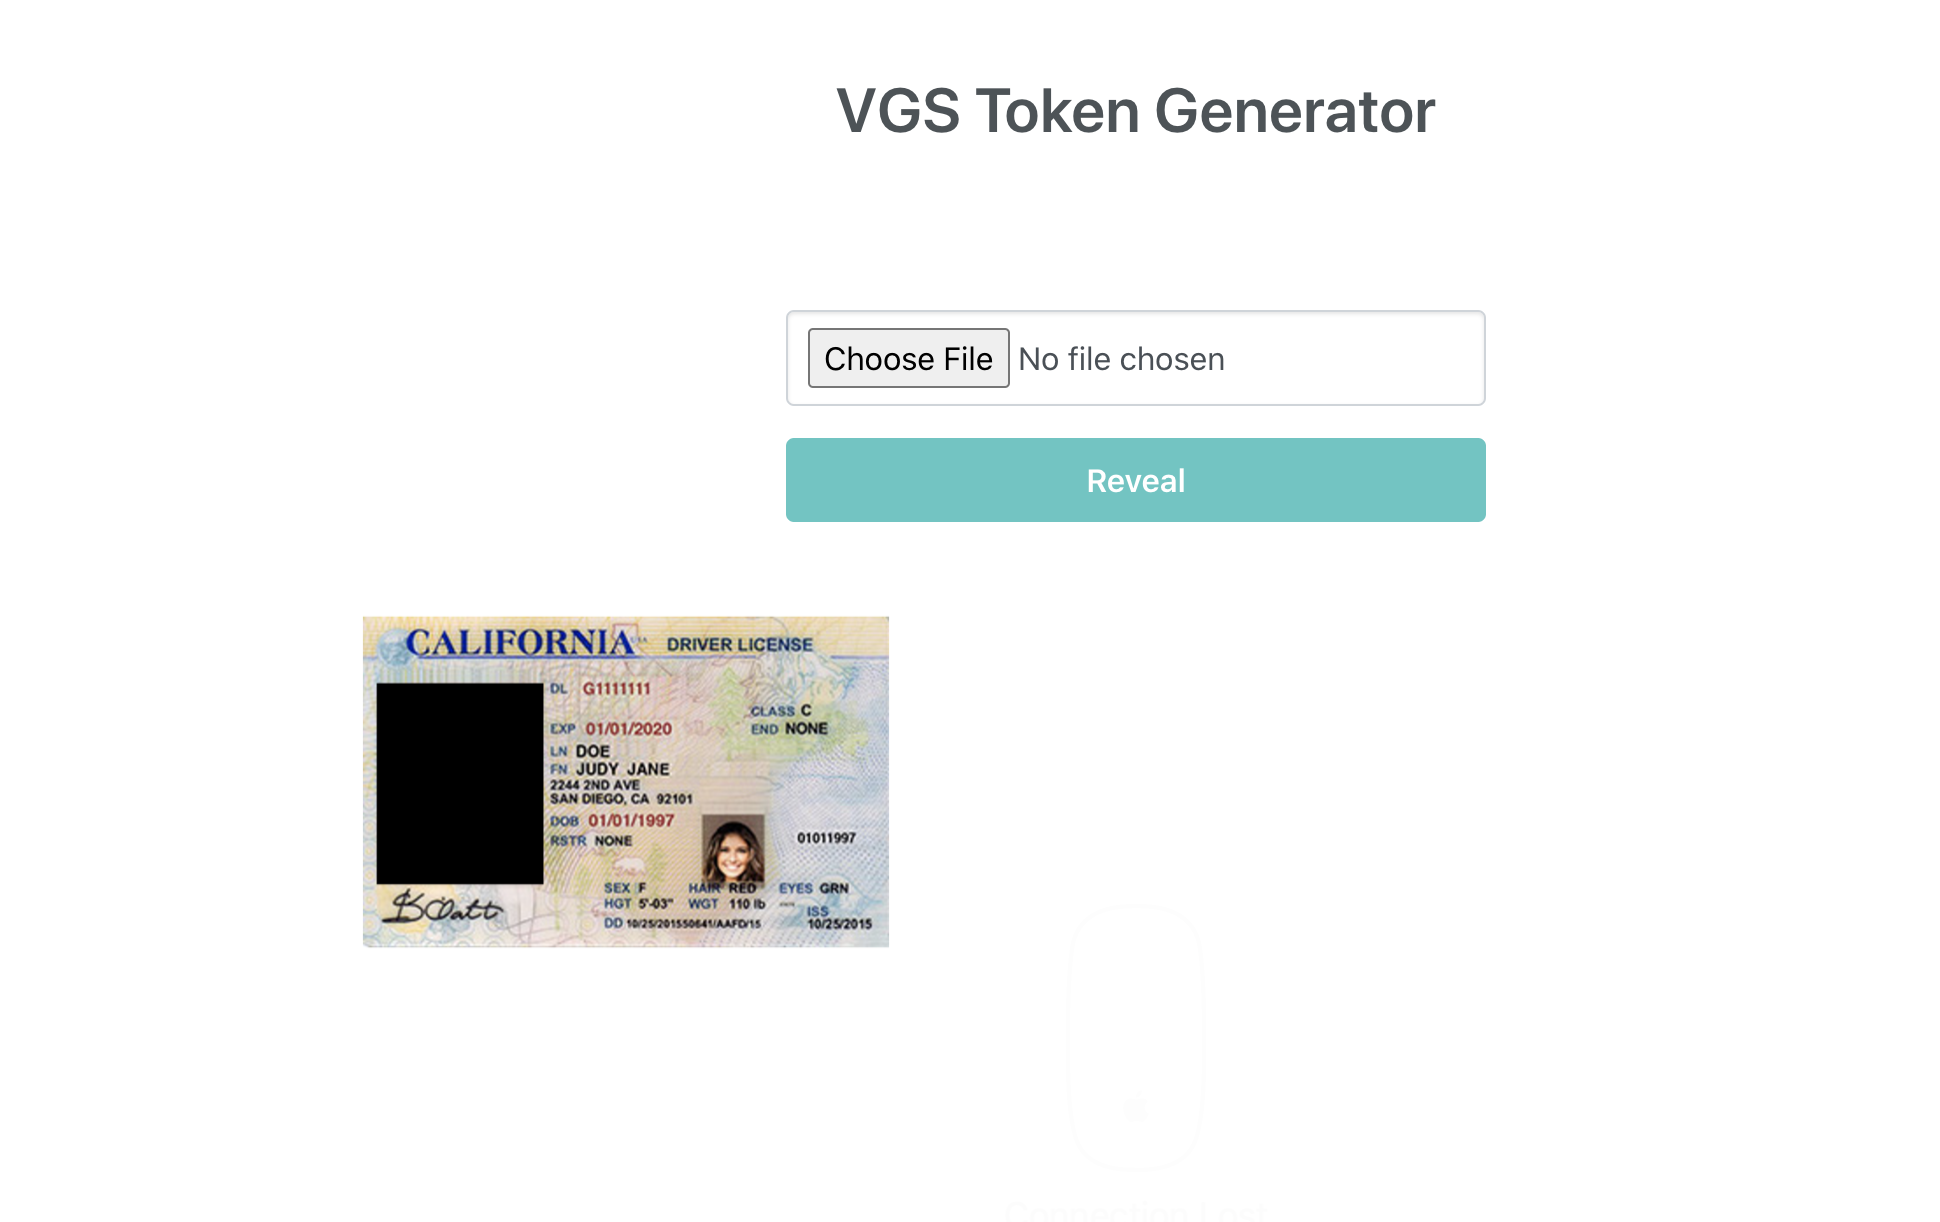 VGS Token Generator
Choose File No file chosen
Reveal
CALIFORNIA USA DRIVER LICENSE
DL G1111111
CLASS C
EXP 01/01/2020 END NONE
LN DOE
FN JUDY JANE
2244 2ND AVE
SAN DIEGO, CA 92101
DOB 01/01/1997
RSTR NONE 01011997
SEX F HAIR RED EYES GRN
HGT 5'-03" WGT 110 lb ISS
DD 10/25/201550641/AAFD/15 10/25/2015
Connection Lost